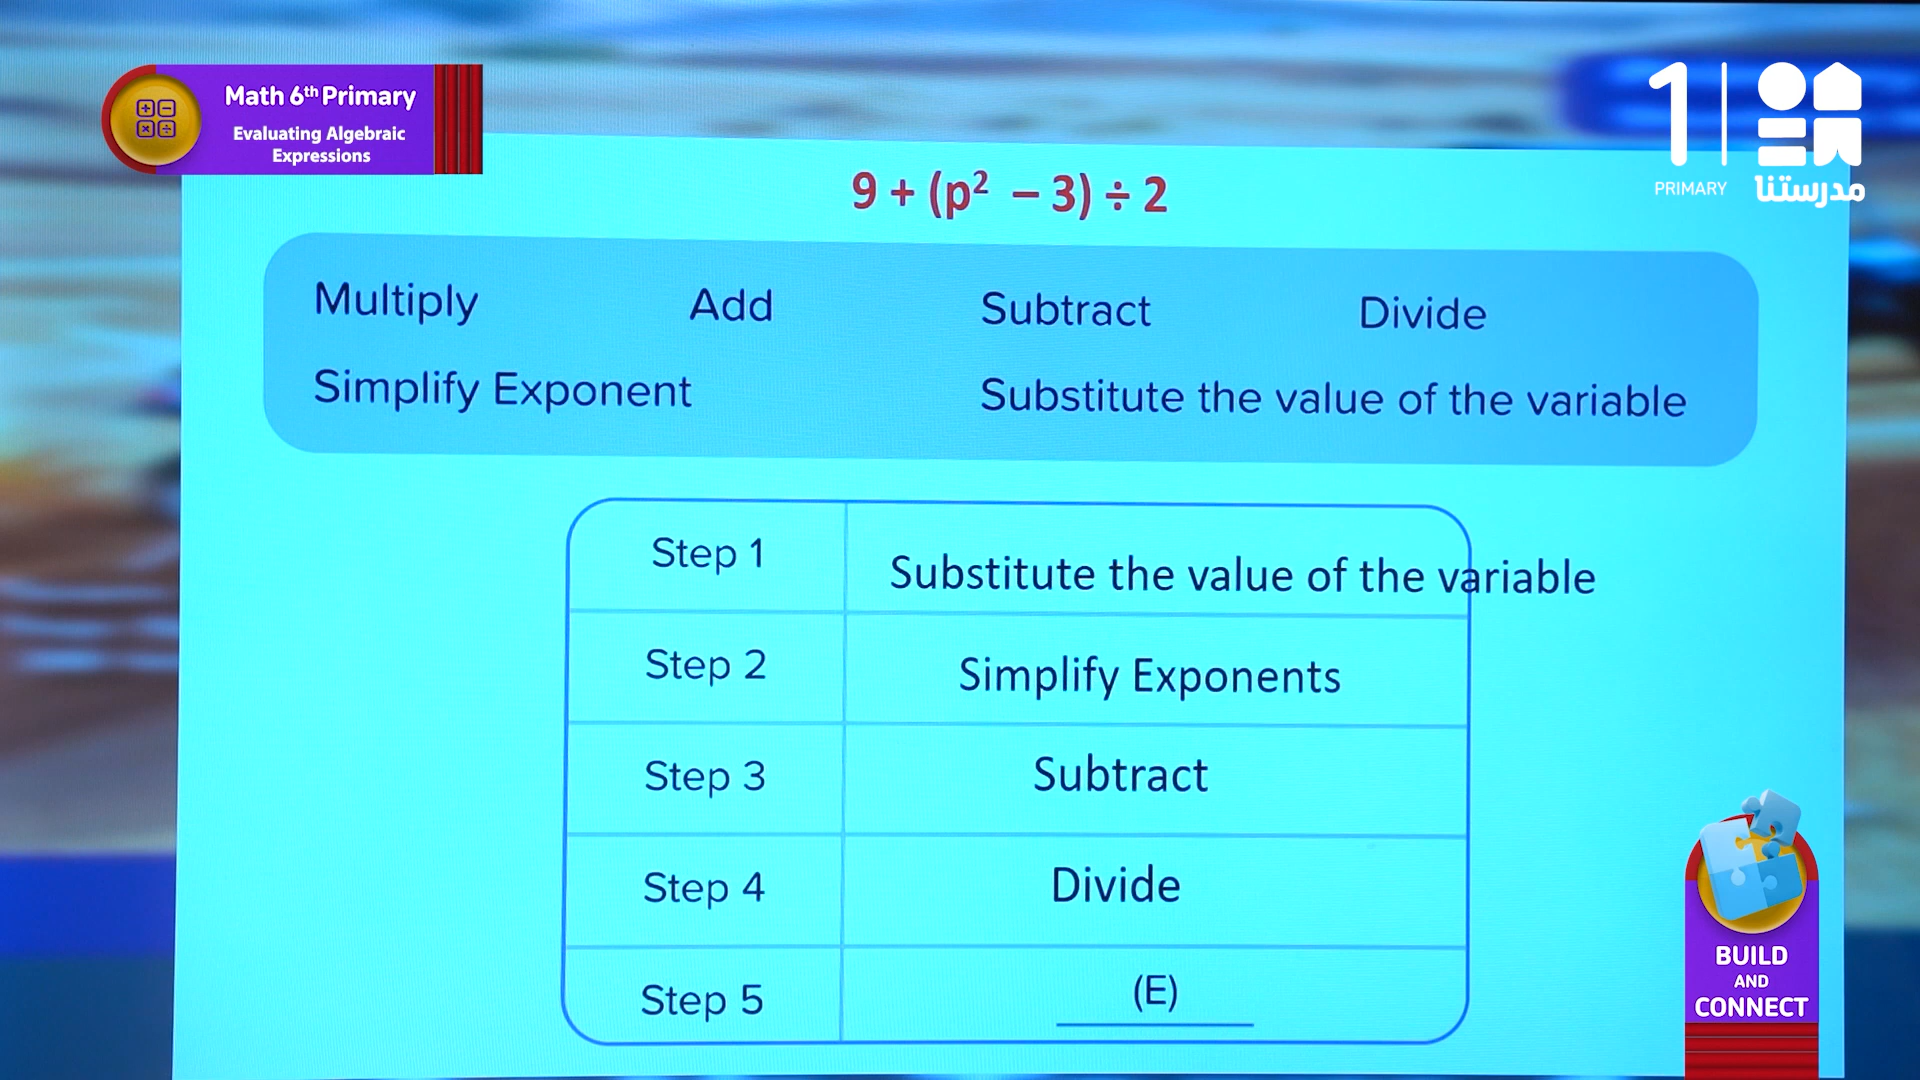 Math 6th Primary
Evaluating Algebraic
Expressions
1
PRIMARY
مدرستنا
9 + (p² − 3) ÷ 2
Multiply Add Subtract Divide
Simplify Exponent Substitute the value of the variable
Step 1 Substitute the value of the variable
Step 2 Simplify Exponents
Step 3 Subtract
Step 4 Divide
Step 5 (E)
BUILD
AND
CONNECT